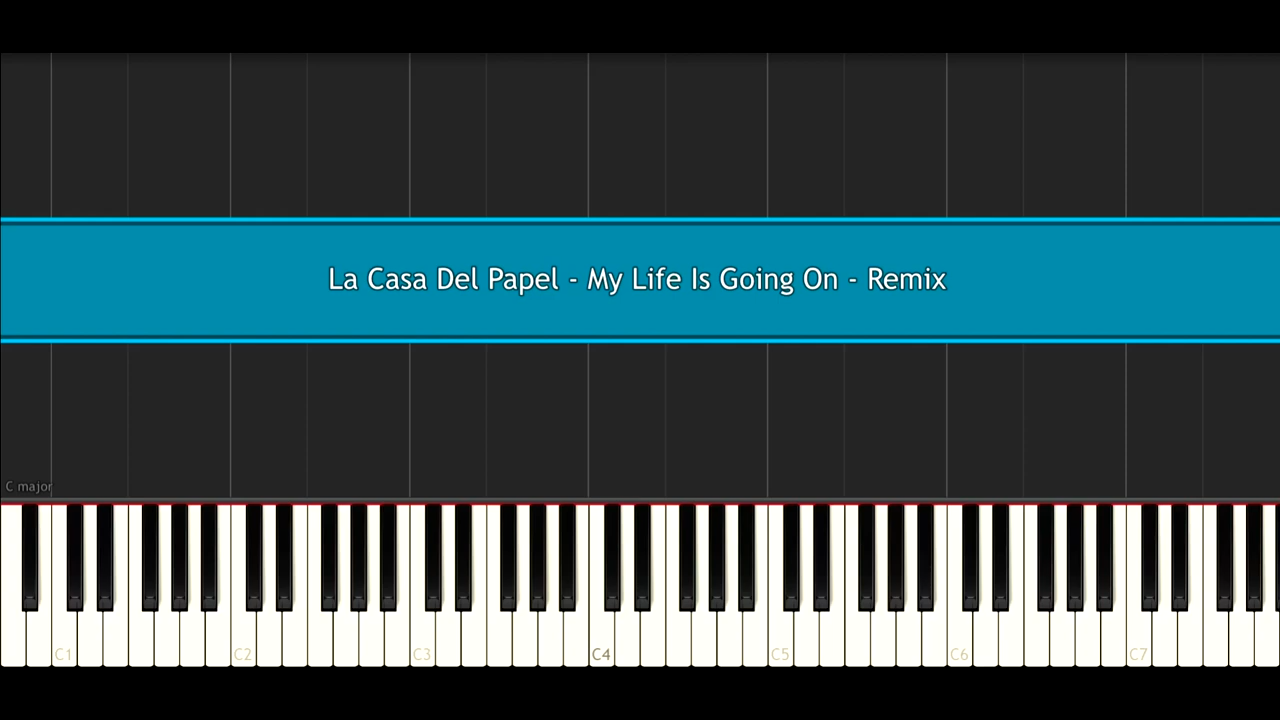 La Casa Del Papel - My Life Is Going On - Remix
C major
C1 C2 C3 C4 C5 C6 C7